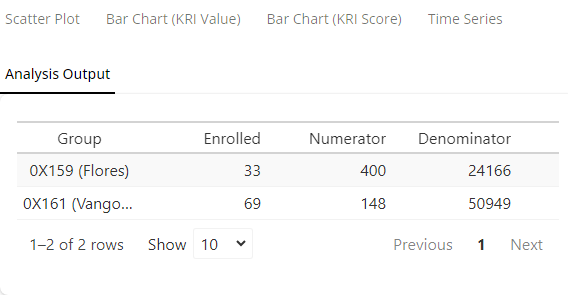 Scatter Plot Bar Chart (KRI Value) Bar Chart (KRI Score) Time Series
Analysis Output
Group Enrolled Numerator Denominator
0X159 (Flores) 33 400 24166
0X161 (Vango... 69 148 50949
1–2 of 2 rows Show 10 Previous 1 Next